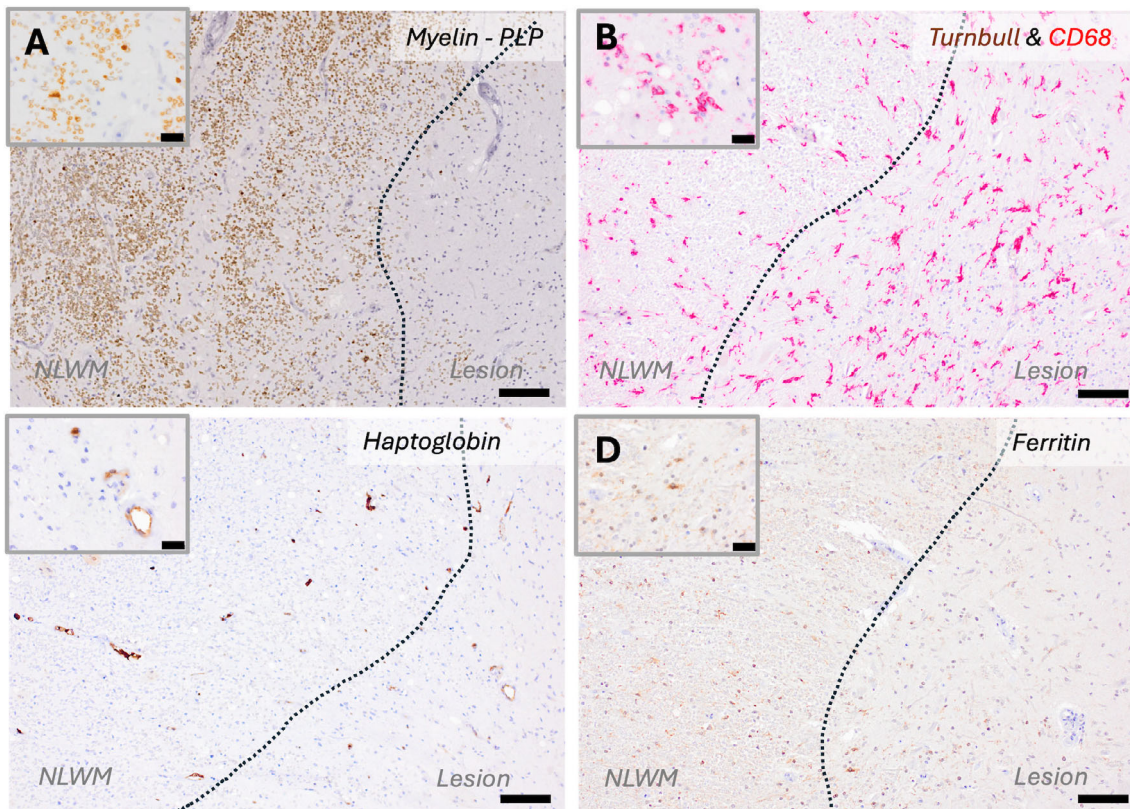 A
Myelin - PLP
NLWM
Lesion
B
Turnbull & CD68
NLWM
Lesion
Haptoglobin
NLWM
Lesion
D
Ferritin
NLWM
Lesion